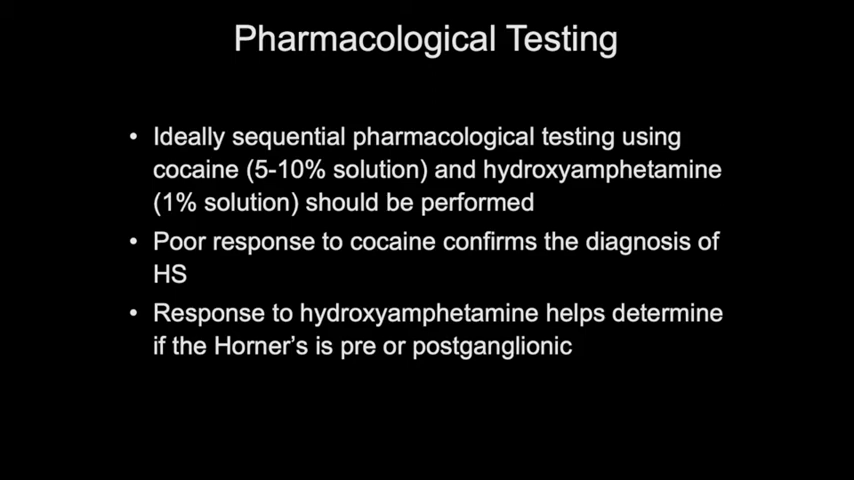 Pharmacological Testing
• Ideally sequential pharmacological testing using
cocaine (5-10% solution) and hydroxyamphetamine
(1% solution) should be performed
• Poor response to cocaine confirms the diagnosis of
HS
• Response to hydroxyamphetamine helps determine
if the Horner’s is pre or postganglionic